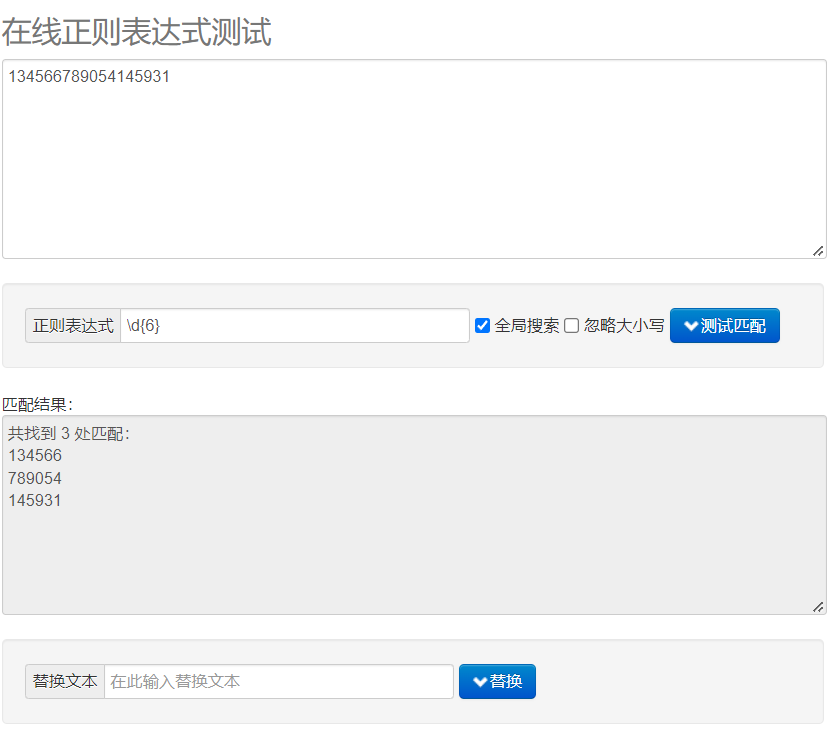 在线正则表达式测试
134566789054145931
正则表达式 \d{6} 全局搜索 忽略大小写 测试匹配
匹配结果：
共找到 3 处匹配：
134566
789054
145931
替换文本 在此输入替换文本 替换